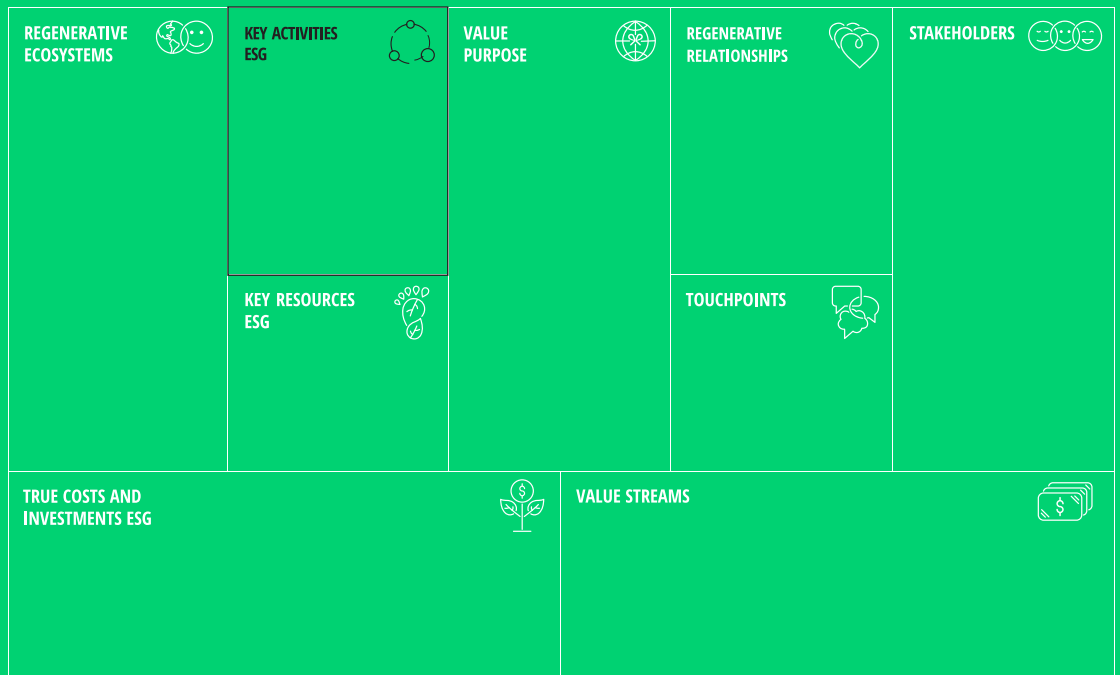 REGENERATIVE
ECOSYSTEMS
KEY ACTIVITIES
ESG
VALUE
PURPOSE
REGENERATIVE
RELATIONSHIPS
STAKEHOLDERS
KEY RESOURCES
ESG
TOUCHPOINTS
TRUE COSTS AND
INVESTMENTS ESG
$
VALUE STREAMS
$